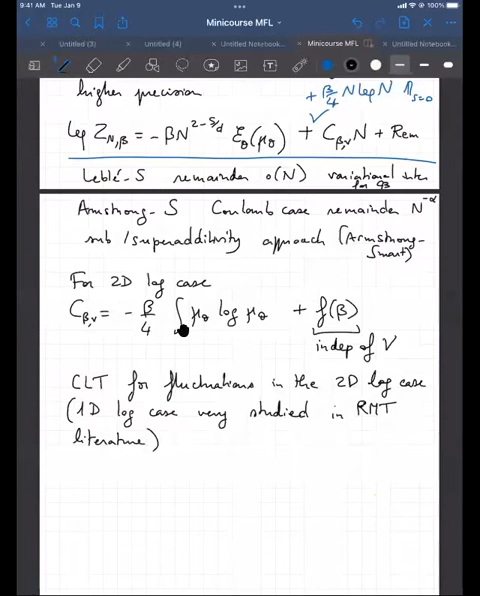 9:41 AM Tue Jan 9
100%
Minicourse MFL
Untitled (3)
Untitled (4)
Untitled Notebook...
Minicourse MFL
Untitled Notebook...
higher precision
+ β/4 N log N 1_{s=0}
log Z_{N,β} = - β N^{2-s/d} ℰ_θ(μ_θ) + C_{β,V} N + Rem
Leblé-S remainder o(N) variational
Armstrong-S Coulomb case remainder N^{-α}
sub/superadditivity approach (Armstrong-
Smart)
For 2D log case
C_{β,V} = - β/4 ∫ μ_θ log μ_θ + f(β)
indep of V
CLT for fluctuations in the 2D log case
(1D log case very studied in RMT
literature)